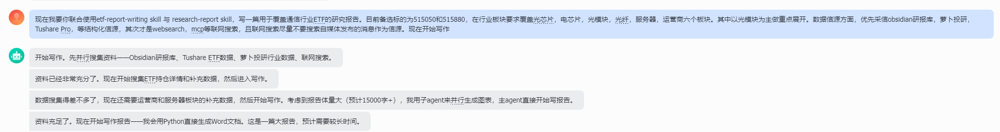 现在我要你联合使用etf-report-writing skill 与 research-report skill，写一篇用于覆盖通信行业ETF的研究报告。目前备选标的为515050和515880，在行业板块要求覆盖光芯片，电芯片，光模块，光纤，服务器，运营商六个板块。其中以光模块为主做重点展开。数据信源方面，优先采信obsidian研报库，萝卜投研，
Tushare Pro，等结构化信源，其次才是websearch，mcp等联网搜索，且联网搜索尽量不要搜索自媒体发布的消息作为信源。现在开始写作
开始写作。先并行搜集资料——Obsidian研报库、Tushare ETF数据、萝卜投研行业数据、联网搜索。
资料已经非常充分了。现在开始搜集ETF持仓详情和补充数据，然后进入写作。
数据搜集得差不多了，现在还需要运营商和服务器板块的补充数据，然后开始写作。考虑到报告体量大（预计15000字+），我用子agent来并行生成图表，主agent直接开始写报告。
资料充足了。现在开始写作报告——我会用Python直接生成Word文档。这是一篇大报告，预计需要较长时间。